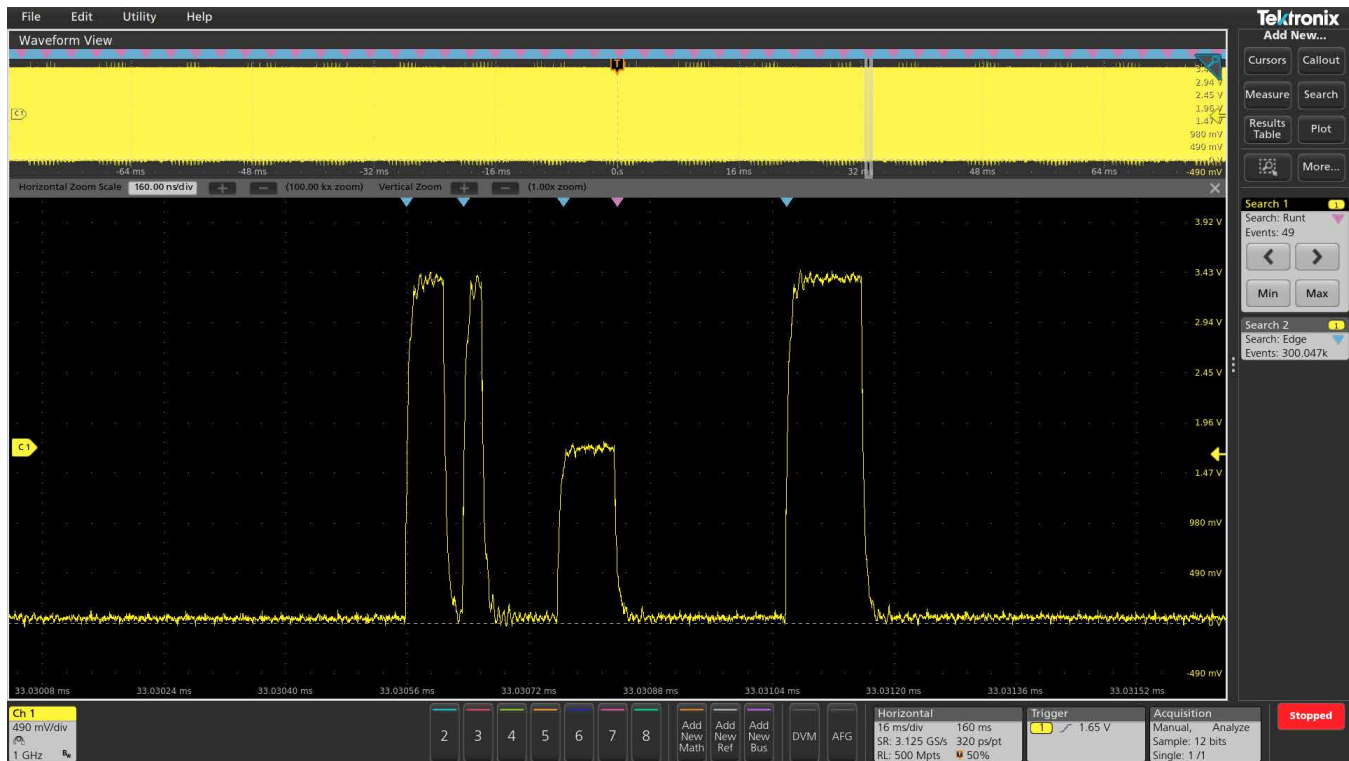 File Edit Utility Help
Tektronix
Waveform View
Add New...
Cursors Callout
Measure Search
Results Table Plot
More...
T
C1
2.94 V
2.45 V
1.96 V
1.47 V
980 mV
490 mV
0 V
-490 mV
-64 ms -48 ms -32 ms -16 ms 0 s 16 ms 32 ms 48 ms 64 ms
Horizontal Zoom Scale 160.00 ns/div + - (100.00 kx zoom) Vertical Zoom + - (1.00x zoom)
3.92 V
3.43 V
2.94 V
2.45 V
1.96 V
C1
1.47 V
980 mV
490 mV
0 V
-490 mV
33.03008 ms 33.03024 ms 33.03040 ms 33.03056 ms 33.03072 ms 33.03088 ms 33.03104 ms 33.03120 ms 33.03136 ms 33.03152 ms
Search 1 1
Search: Runt
Events: 49
Min Max
Search 2 1
Search: Edge
Events: 300.047k
Ch 1
490 mV/div
1 GHz
2 3 4 5 6 7 8
Add New Math
Add New Ref
Add New Bus
DVM AFG
Horizontal
16 ms/div 160 ms
SR: 3.125 GS/s 320 ps/pt
RL: 500 Mpts 50%
Trigger
1 1.65 V
Acquisition
Manual, Analyze
Sample: 12 bits
Single: 1 /1
Stopped